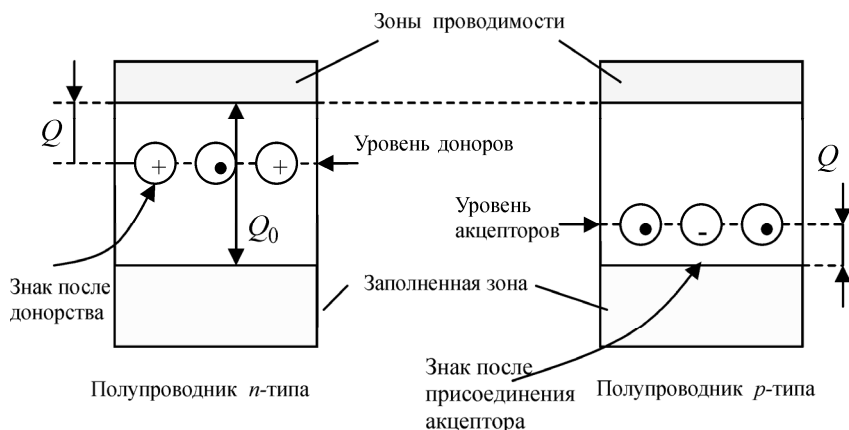 Зоны проводимости
Q
+
+
Уровень доноров
Q
Уровень
акцепторов
-
Q₀
Знак после
донорства
Заполненная зона
Знак после
присоединения
акцептора
Полупроводник n-типа
Полупроводник p-типа